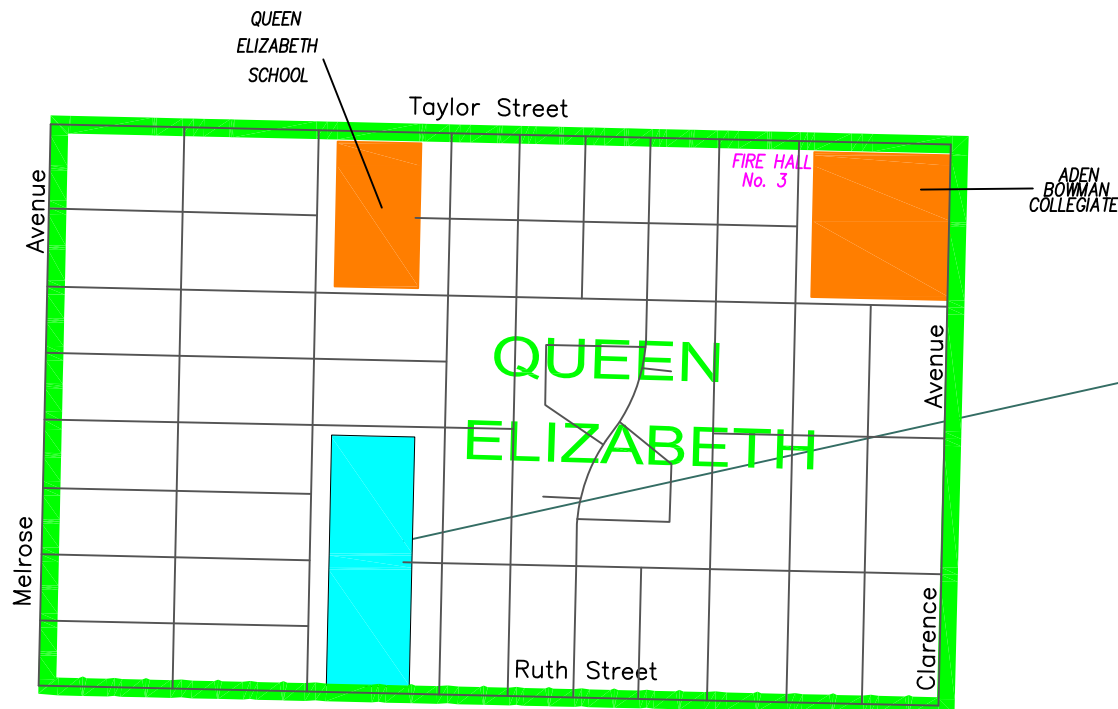 QUEEN
ELIZABETH
SCHOOL
Taylor Street
FIRE HALL
No. 3
ADEN
BOWMAN
COLLEGIATE
Avenue
QUEEN
ELIZABETH
Avenue
Melrose
Clarence
Ruth Street